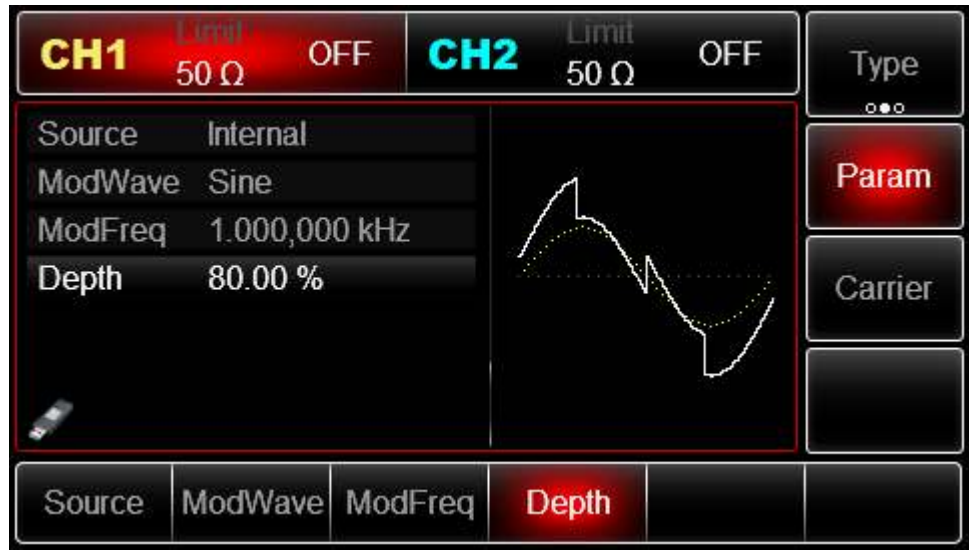 CH1 Limit 50 Ω OFF CH2 Limit 50 Ω OFF
Type
Source Internal
ModWave Sine
ModFreq 1.000,000 kHz
Depth 80.00 %
Param
Carrier
Source ModWave ModFreq Depth